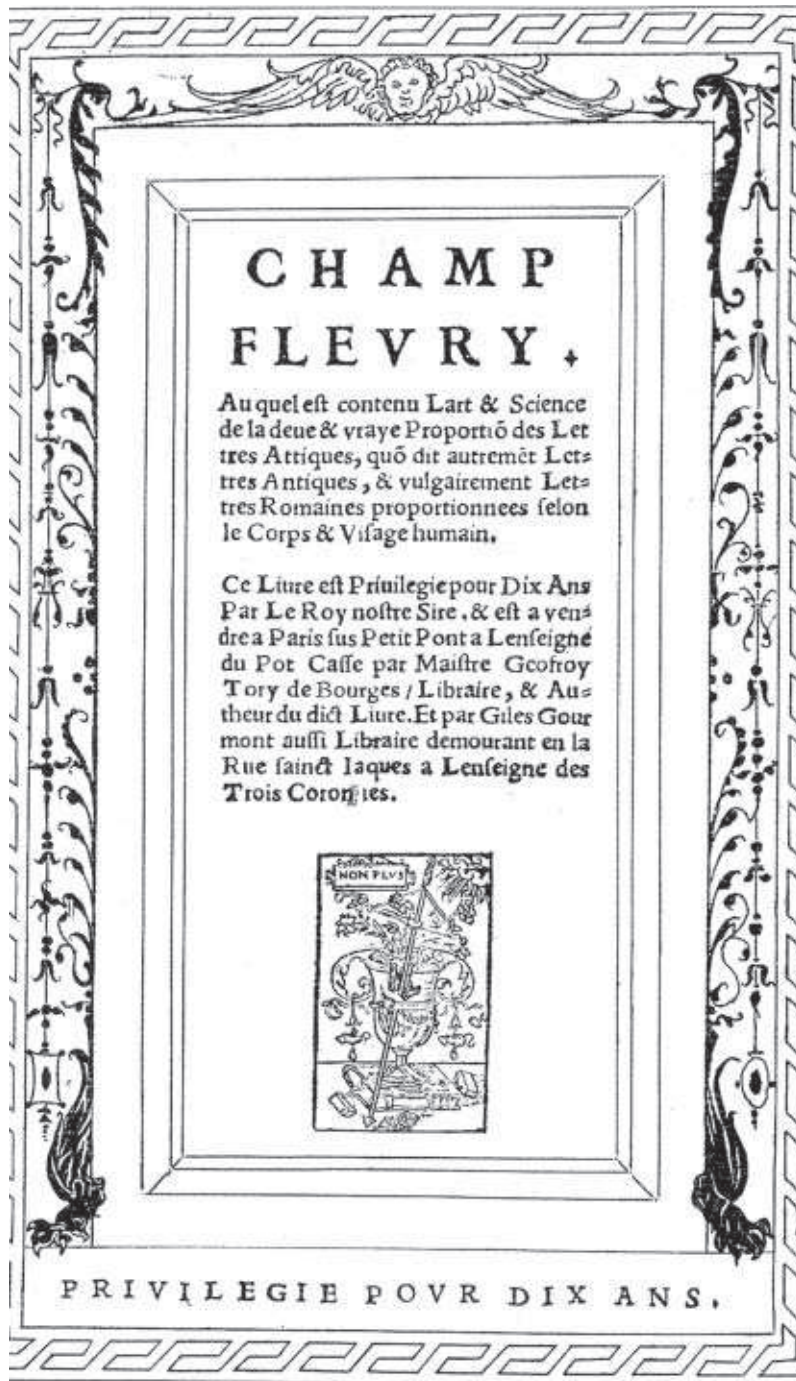 CHAMP
FLEVRY.
Au quel eſt contenu Lart & Science
de la deue & vraye Proportiõ des Let
tres Attiques, quõ dit autremẽt Let⸗
tres Antiques, & vulgairement Let⸗
tres Romaines proportionnees ſelon
le Corps & Viſage humain.
Ce Liure eſt Priuilegie pour Dix Ans
Par Le Roy noſtre Sire. & eſt a ven⸗
dre a Paris ſus Petit Pont a Lenſeigne
du Pot Caſſe par Maiſtre Geofroy
Tory de Bourges / Libraire, & Au⸗
theur du dict Liure. Et par Giles Gour
mont auſſi Libraire demourant en la
Rue ſainct Iaques a Lenſeigne des
Trois Coronnes.
NON PLVS
PRIVILEGIE POVR DIX ANS.